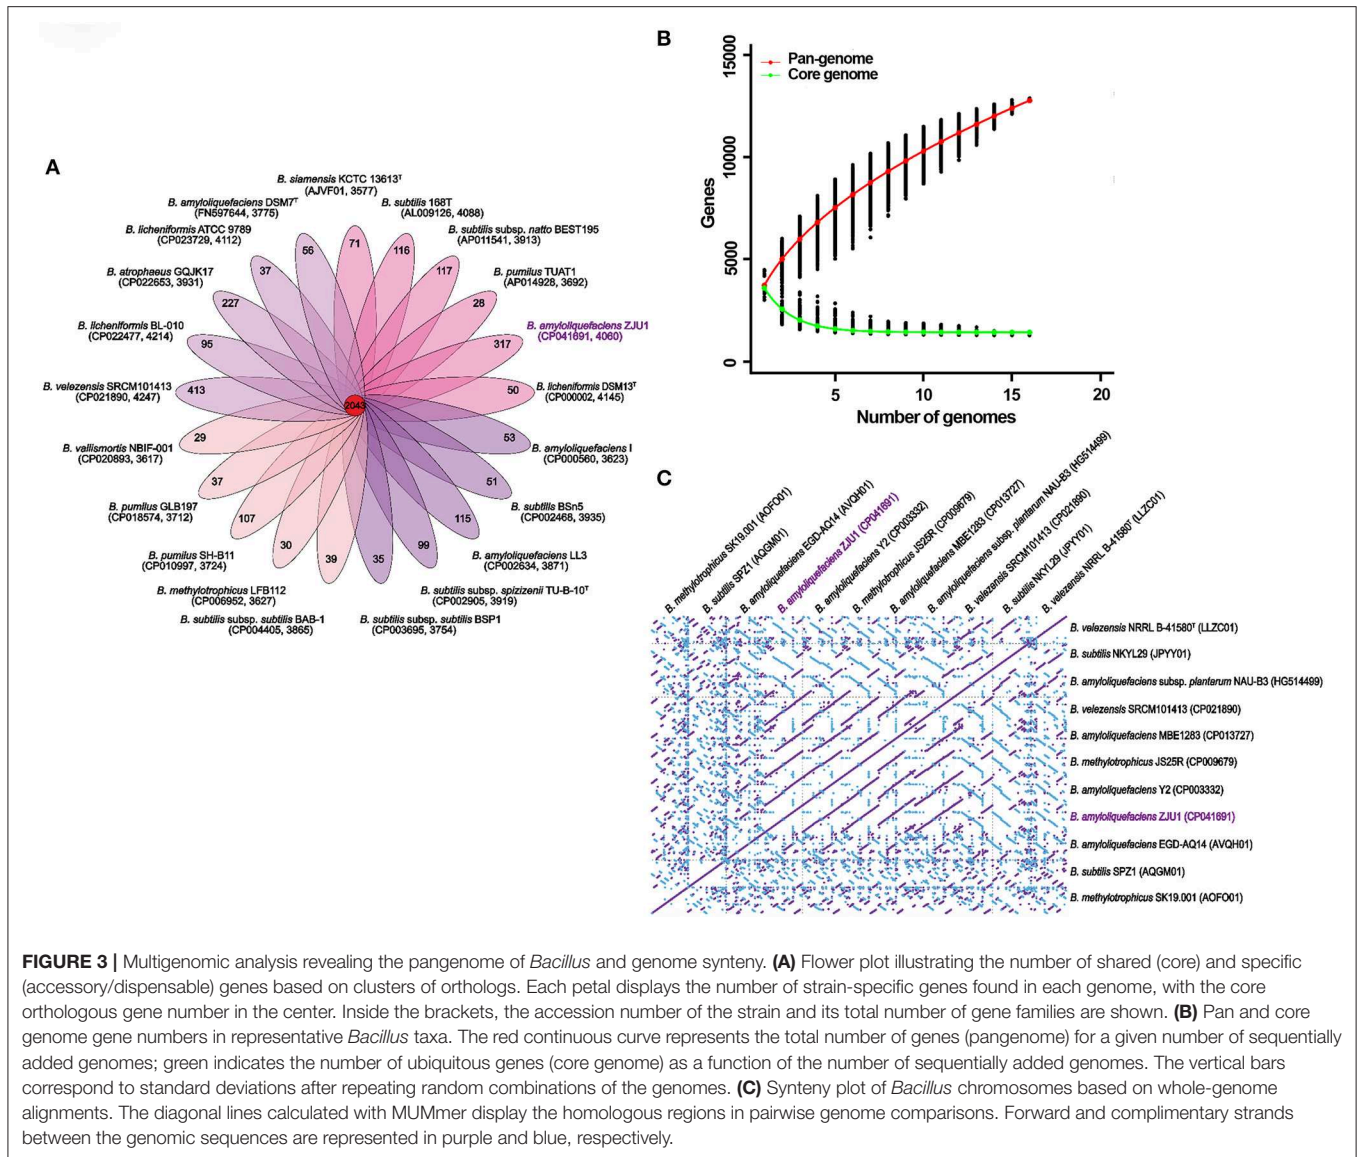 A
B. siamensis KCTC 13613ᵀ
(AJVF01, 3577)
B. amyloliquefaciens DSM7ᵀ
(FN597644, 3775)
B. subtilis 168T
(AL009126, 4088)
B. licheniformis ATCC 9789
(CP023729, 4112)
B. subtilis subsp. natto BEST195
(AP011541, 3913)
B. atrophaeus GQJK17
(CP022653, 3931)
B. pumilus TUAT1
(AP014928, 3692)
B. licheniformis BL-010
(CP022477, 4214)
B. amyloliquefaciens ZJU1
(CP041691, 4060)
B. velezensis SRCM101413
(CP021890, 4247)
B. licheniformis DSM13ᵀ
(CP000002, 4145)
B. vallismortis NBIF-001
(CP020893, 3617)
B. amyloliquefaciens I
(CP000560, 3623)
B. pumilus GLB197
(CP018574, 3712)
B. subtilis BSn5
(CP002468, 3935)
B. pumilus SH-B11
(CP010997, 3724)
B. amyloliquefaciens LL3
(CP002634, 3871)
B. methylotrophicus LFB112
(CP006952, 3627)
B. subtilis subsp. spizizenii TU-B-10ᵀ
(CP002905, 3919)
B. subtilis subsp. subtilis BAB-1
(CP004405, 3865)
B. subtilis subsp. subtilis BSP1
(CP003695, 3754)
71
116
117
28
317
50
53
51
115
99
35
39
30
107
37
29
413
95
227
37
56
2043
B
Pan-genome
Core genome
Genes
15000
10000
5000
0
5
10
15
20
Number of genomes
C
B. methylotrophicus SK19.001 (AOFO01)
B. subtilis SPZ1 (AQGM01)
B. amyloliquefaciens EGD-AQ14 (AVQH01)
B. amyloliquefaciens ZJU1 (CP041691)
B. amyloliquefaciens Y2 (CP003332)
B. methylotrophicus JS25R (CP009679)
B. amyloliquefaciens MBE1283 (CP013727)
B. amyloliquefaciens subsp. plantarum NAU-B3 (HG514499)
B. velezensis SRCM101413 (CP021890)
B. subtilis NKYL29 (JPYY01)
B. velezensis NRRL B-41580ᵀ (LLZC01)
B. velezensis NRRL B-41580ᵀ (LLZC01)
B. subtilis NKYL29 (JPYY01)
B. amyloliquefaciens subsp. plantarum NAU-B3 (HG514499)
B. velezensis SRCM101413 (CP021890)
B. amyloliquefaciens MBE1283 (CP013727)
B. methylotrophicus JS25R (CP009679)
B. amyloliquefaciens Y2 (CP003332)
B. amyloliquefaciens ZJU1 (CP041691)
B. amyloliquefaciens EGD-AQ14 (AVQH01)
B. subtilis SPZ1 (AQGM01)
B. methylotrophicus SK19.001 (AOFO01)
FIGURE 3 | Multigenomic analysis revealing the pangenome of Bacillus and genome synteny. (A) Flower plot illustrating the number of shared (core) and specific
(accessory/dispensable) genes based on clusters of orthologs. Each petal displays the number of strain-specific genes found in each genome, with the core
orthologous gene number in the center. Inside the brackets, the accession number of the strain and its total number of gene families are shown. (B) Pan and core
genome gene numbers in representative Bacillus taxa. The red continuous curve represents the total number of genes (pangenome) for a given number of sequentially
added genomes; green indicates the number of ubiquitous genes (core genome) as a function of the number of sequentially added genomes. The vertical bars
correspond to standard deviations after repeating random combinations of the genomes. (C) Synteny plot of Bacillus chromosomes based on whole-genome
alignments. The diagonal lines calculated with MUMmer display the homologous regions in pairwise genome comparisons. Forward and complimentary strands
between the genomic sequences are represented in purple and blue, respectively.